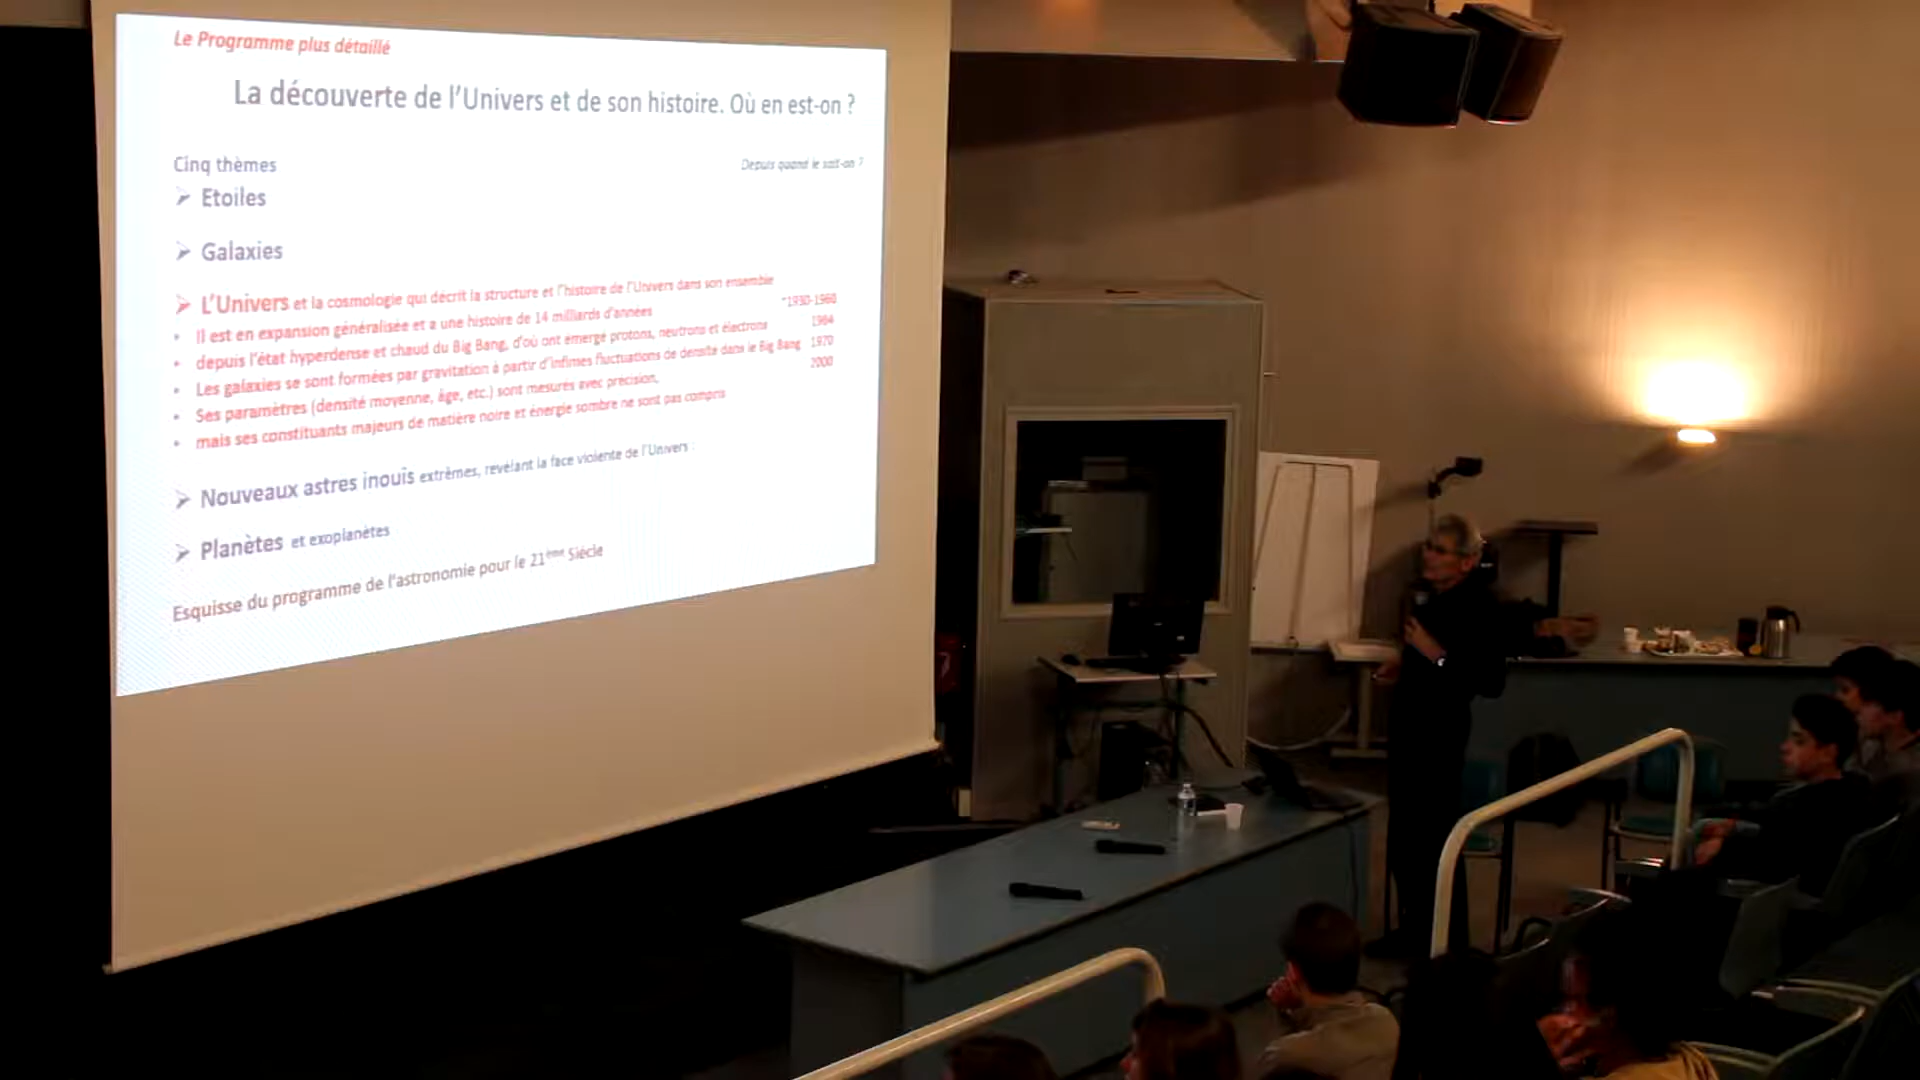 Le Programme plus détaillé
La découverte de l'Univers et de son histoire. Où en est-on ?
Cinq thèmes
Depuis quand le sait-on ?
➢ Etoiles
➢ Galaxies
➢ L'Univers et la cosmologie qui décrit la structure et l'histoire de l'Univers dans son ensemble
• Il est en expansion généralisée et a une histoire de 14 milliards d'années ~1930-1960
• depuis l'état hyperdense et chaud du Big Bang, d'où ont émergé protons, neutrons et électrons 1964
• Les galaxies se sont formées par gravitation à partir d'infimes fluctuations de densité dans le Big Bang 1970
• Ses paramètres (densité moyenne, âge, etc.) sont mesurés avec précision, 2000
• mais ses constituants majeurs de matière noire et énergie sombre ne sont pas compris
➢ Nouveaux astres inouïs extrêmes, révélant la face violente de l'Univers :
➢ Planètes et exoplanètes
Esquisse du programme de l'astronomie pour le 21ème Siècle